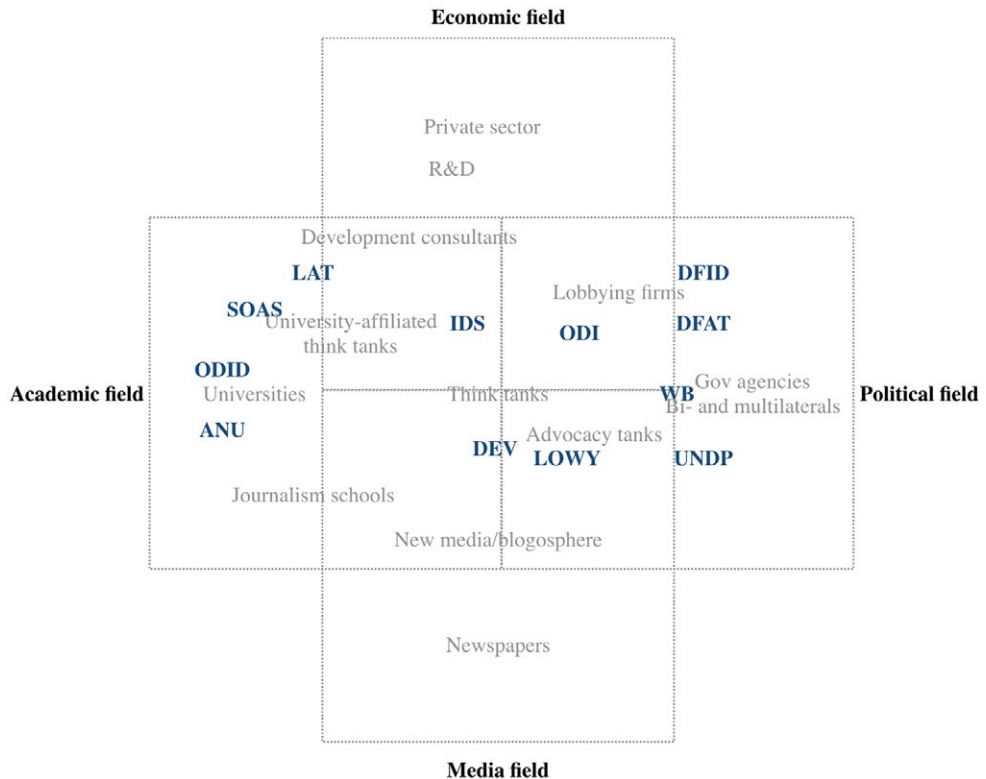 Economic field
Private sector
R&D
Development consultants
LAT
DFID
Lobbying firms
SOAS
University-affiliated
think tanks
IDS
ODI
DFAT
ODID
Academic field
Universities
Think tanks
WB
Gov agencies
Bi- and multilaterals
Political field
ANU
Advocacy tanks
DEV
LOWY
UNDP
Journalism schools
New media/blogosphere
Newspapers
Media field